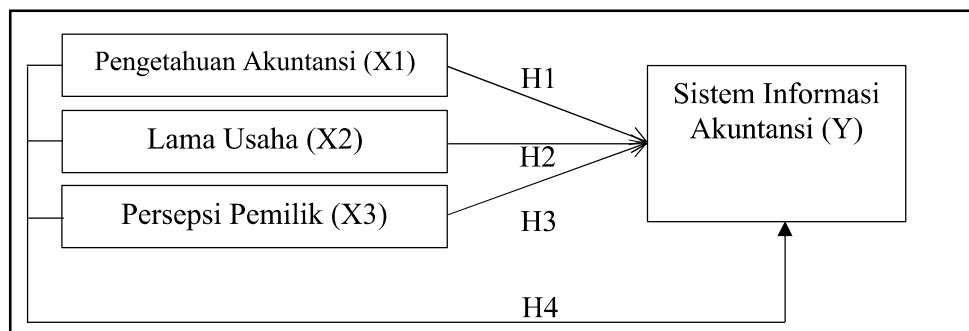 Pengetahuan Akuntansi (X1)
H1
Sistem Informasi
Akuntansi (Y)
Lama Usaha (X2)
H2
Persepsi Pemilik (X3)
H3
H4